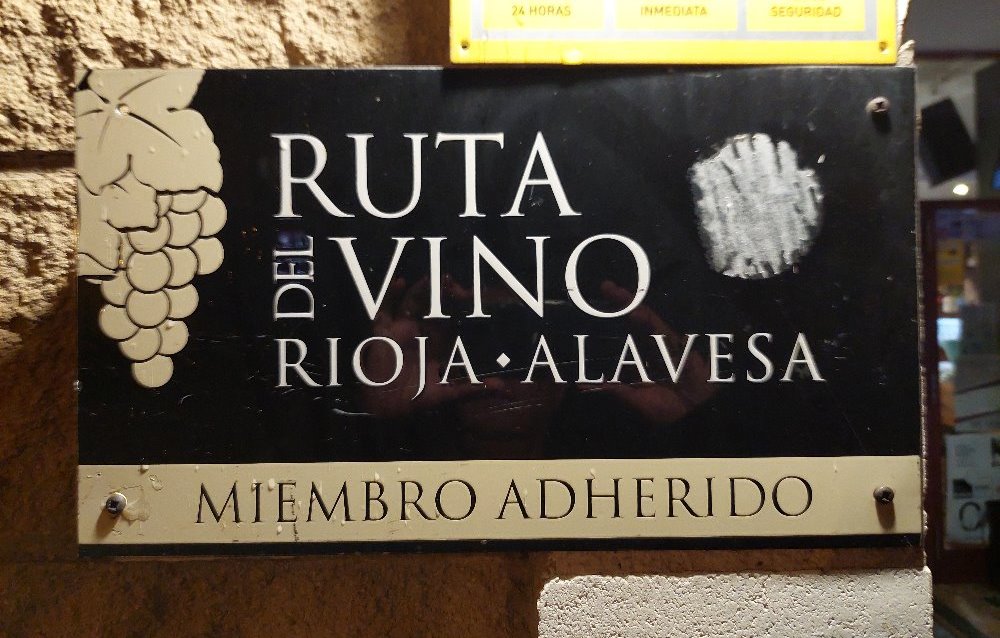 24 HORAS INMEDIATA SEGURIDAD
RUTA
DEL VINO
RIOJA · ALAVESA
MIEMBRO ADHERIDO